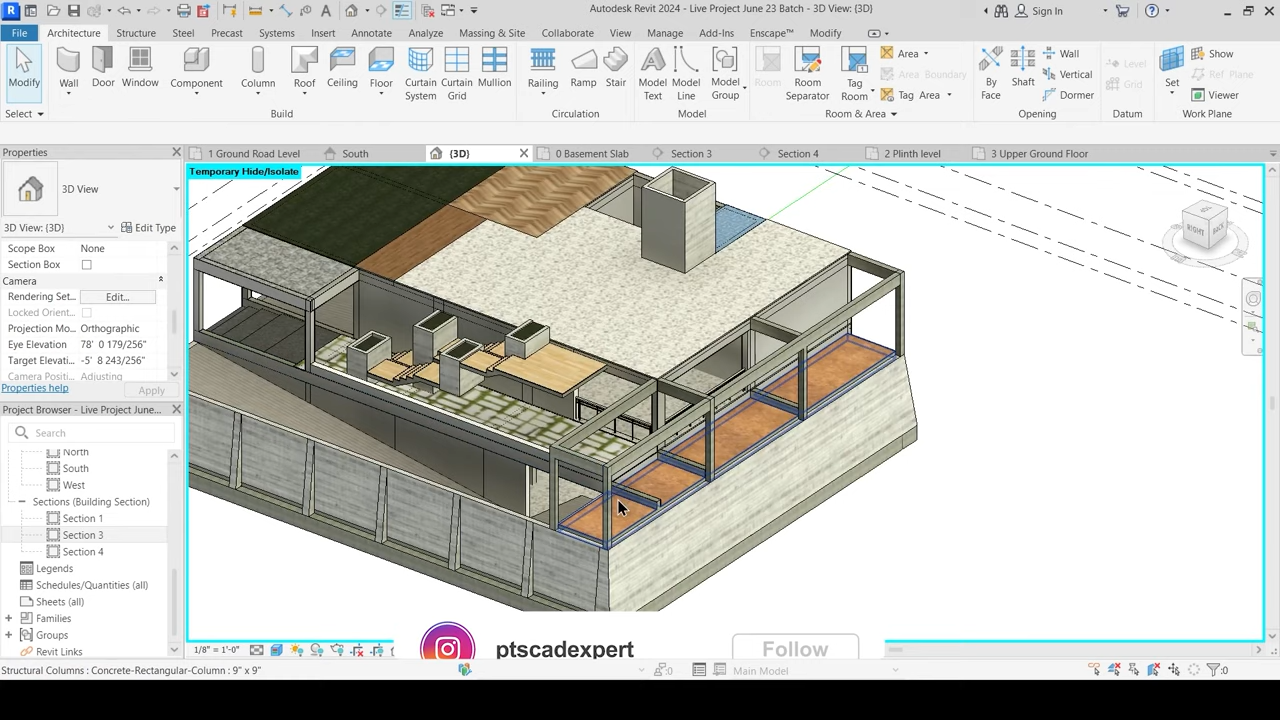 Autodesk Revit 2024 - Live Project June 23 Batch - 3D View: {3D}
Sign In
File Architecture Structure Steel Precast Systems Insert Annotate Analyze Massing & Site Collaborate View Manage Add-Ins Enscape™ Modify
Modify Wall Door Window Component Column Roof Ceiling Floor Curtain System Curtain Grid Mullion Railing Ramp Stair Model Text Model Line Model Group Room Room Separator Tag Room By Face Shaft Set
Area Wall Level Show
Area Boundary Vertical Grid Ref Plane
Tag Area Dormer Viewer
Select Build Circulation Model Room & Area Opening Datum Work Plane
Properties
1 Ground Road Level South {3D} 0 Basement Slab Section 3 Section 4 2 Plinth level 3 Upper Ground Floor
Temporary Hide/Isolate
3D View
3D View: {3D} Edit Type
Scope Box None
Section Box
Camera
Rendering Set... Edit...
Locked Orient...
Projection Mo... Orthographic
Eye Elevation 78' 0 179/256"
Target Elevati... -5' 8 243/256"
Camera Positi... Adjusting
Properties help Apply
Project Browser - Live Project June...
Search
North
South
West
Sections (Building Section)
Section 1
Section 3
Section 4
Legends
Schedules/Quantities (all)
Sheets (all)
Families
Groups
Revit Links
RIGHT BACK
1/8" = 1'-0"
ptscadexpert Follow
Structural Columns : Concrete-Rectangular-Column : 9" x 9"
:0 Main Model :0